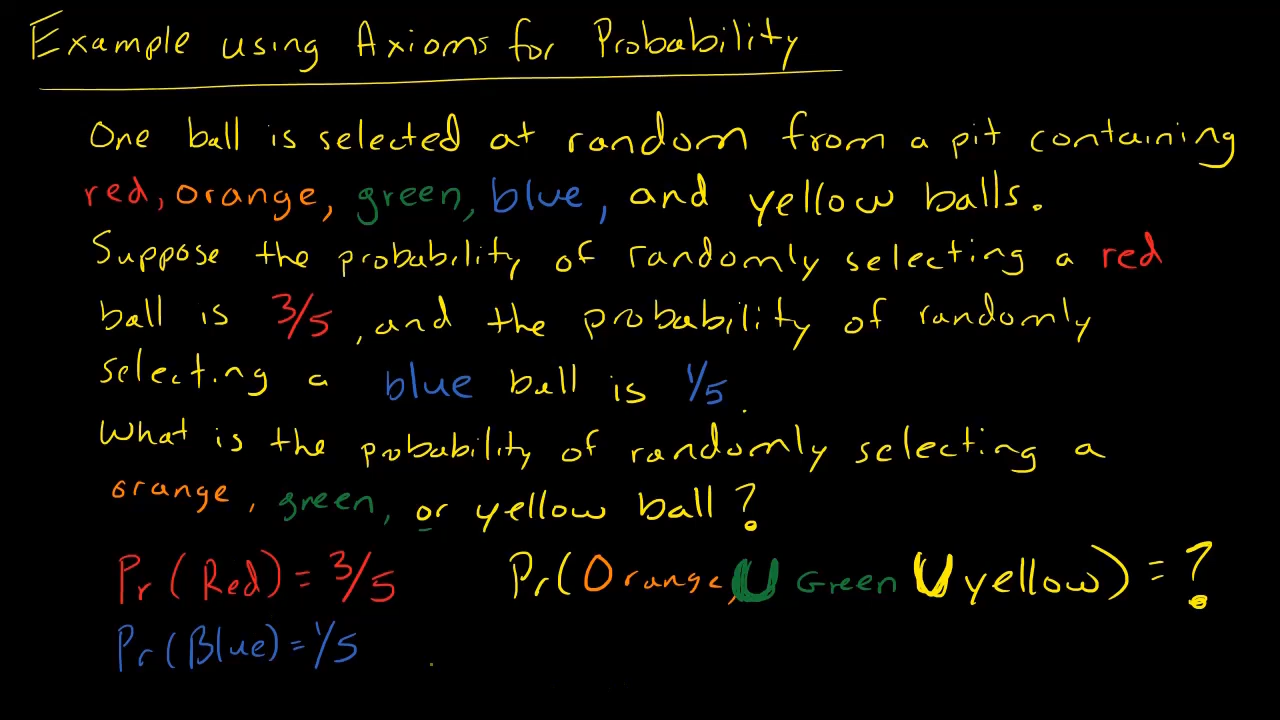 Example using Axioms for Probability
One ball is selected at random from a pit containing
red, orange, green, blue, and yellow balls.
Suppose the probability of randomly selecting a red
ball is 3/5, and the probability of randomly
selecting a blue ball is 1/5.
What is the probability of randomly selecting a
orange, green, or yellow ball?
Pr(Red) = 3/5 Pr(Orange, U Green U yellow) = ?
Pr(Blue) = 1/5